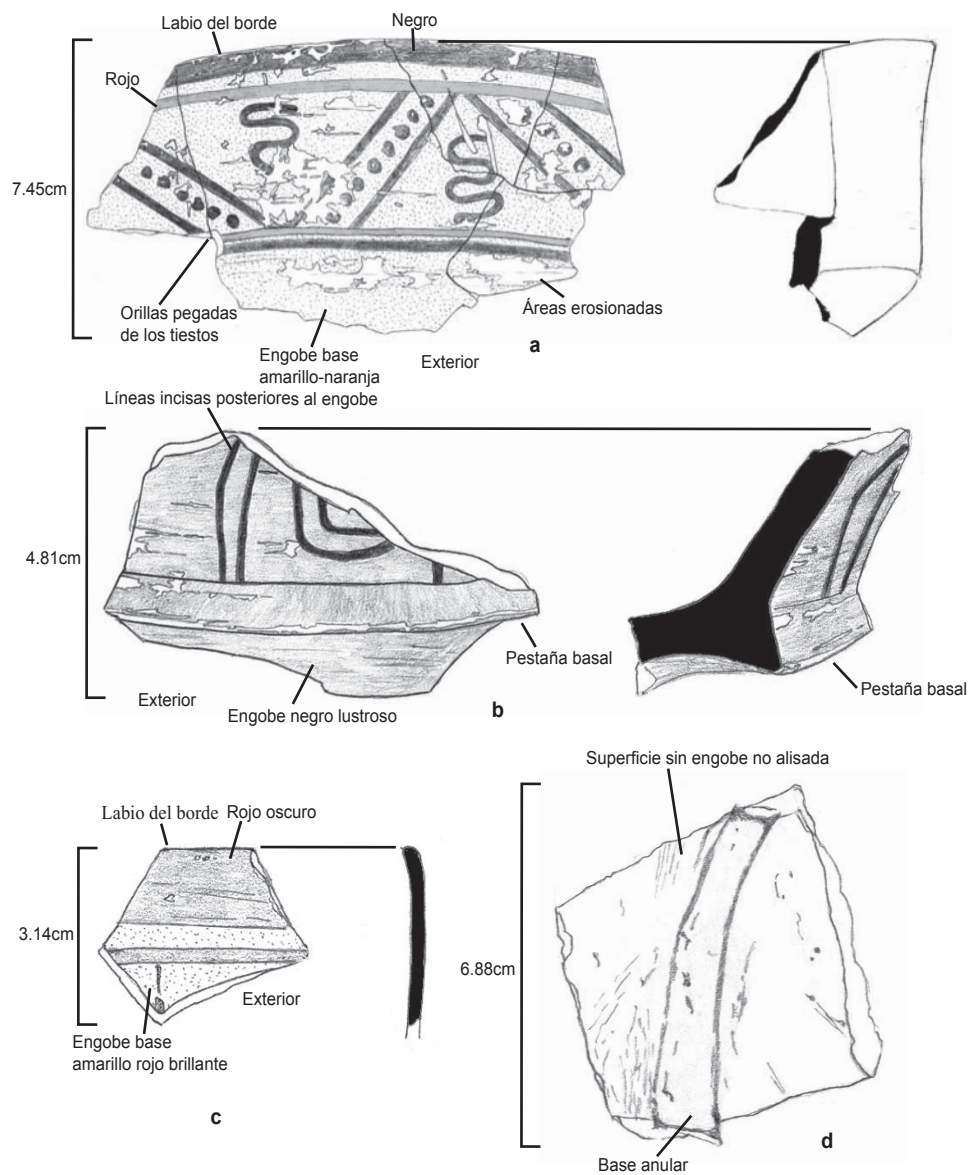 Labio del borde
Negro
Rojo
7.45cm
Orillas pegadas
de los tiestos
Áreas erosionadas
Engobe base
amarillo-naranja
Exterior
a
Líneas incisas posteriores al engobe
4.81cm
Pestaña basal
Pestaña basal
Exterior
Engobe negro lustroso
b
Superficie sin engobe no alisada
Labio del borde
Rojo oscuro
3.14cm
Exterior
Engobe base
amarillo rojo brillante
c
6.88cm
d
Base anular